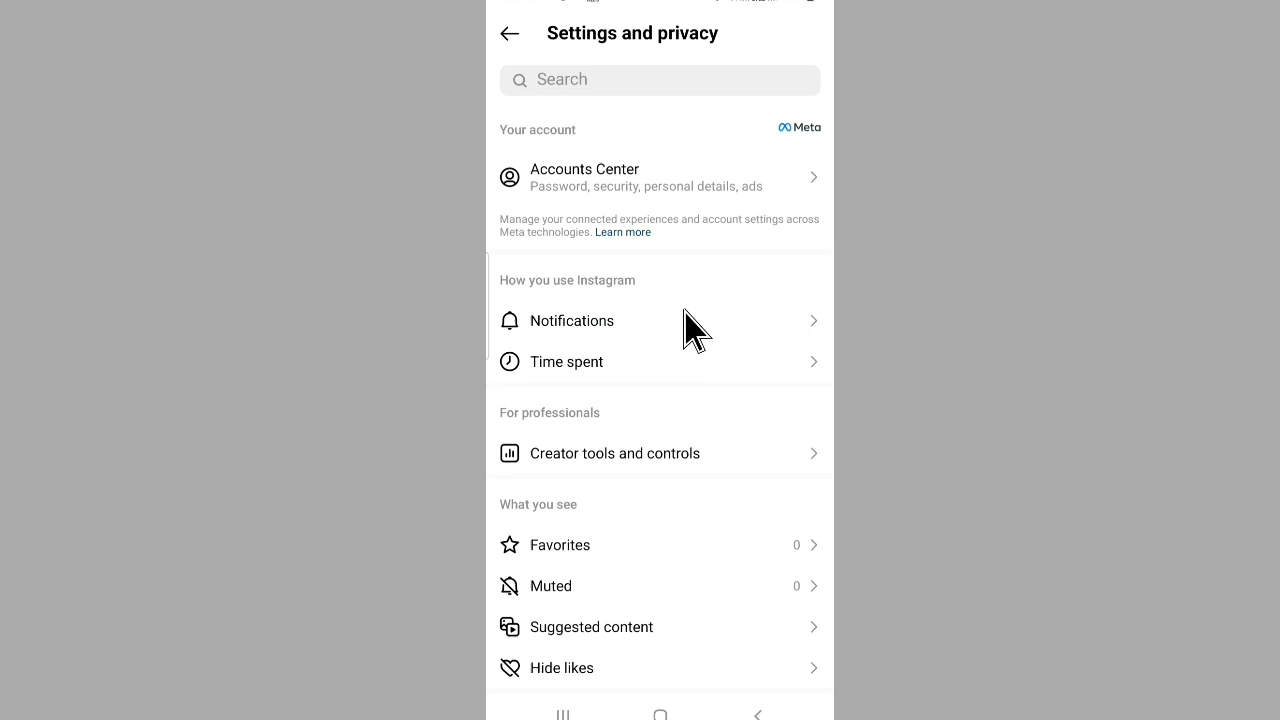 Settings and privacy
Search
Your account
Meta
Accounts Center
Password, security, personal details, ads
Manage your connected experiences and account settings across
Meta technologies. Learn more
How you use Instagram
Notifications
Time spent
For professionals
Creator tools and controls
What you see
Favorites 0
Muted 0
Suggested content
Hide likes